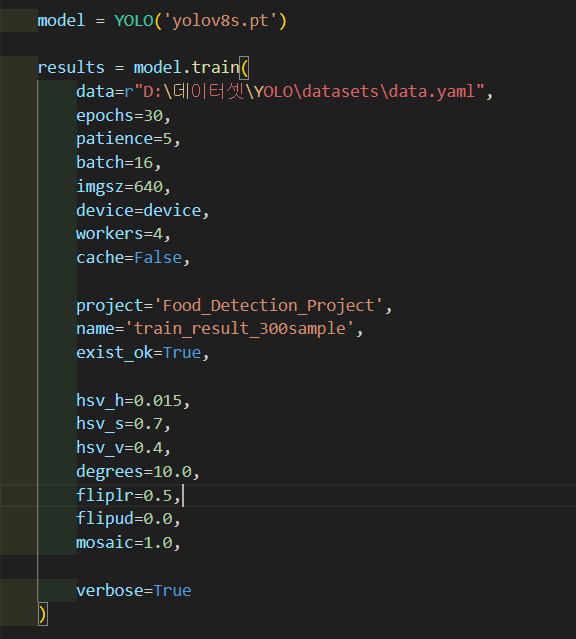 model = YOLO('yolov8s.pt')
results = model.train(
data=r"D:\데이터셋\YOLO\datasets\data.yaml",
epochs=30,
patience=5,
batch=16,
imgsz=640,
device=device,
workers=4,
cache=False,
project='Food_Detection_Project',
name='train_result_300sample',
exist_ok=True,
hsv_h=0.015,
hsv_s=0.7,
hsv_v=0.4,
degrees=10.0,
fliplr=0.5,
flipud=0.0,
mosaic=1.0,
verbose=True
)